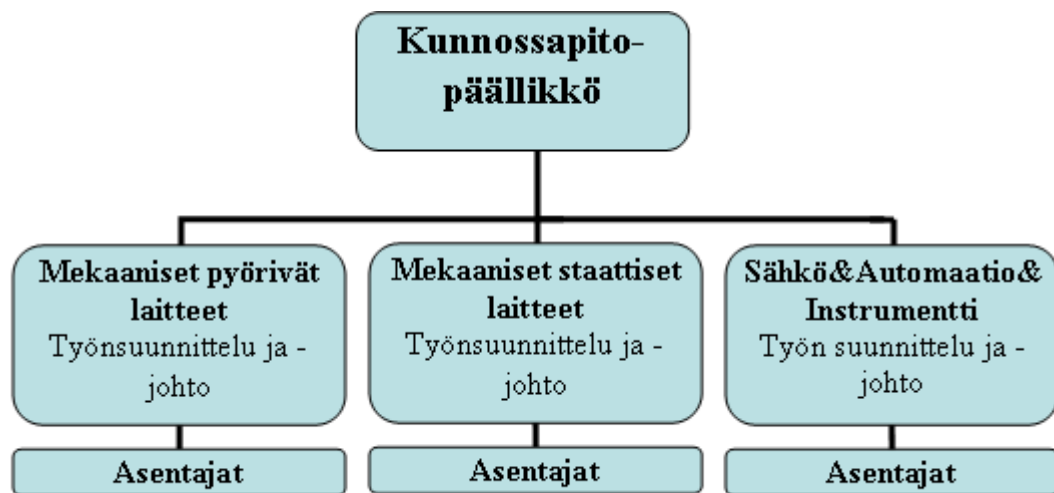 Kunnossapito-
päällikkö
Mekaaniset pyörivät
laitteet
Työnsuunnittelu ja -
johto
Mekaaniset staattiset
laitteet
Työnsuunnittelu ja -
johto
Sähkö&Automaatio&
Instrumentti
Työn suunnittelu ja -
johto
Asentajat
Asentajat
Asentajat